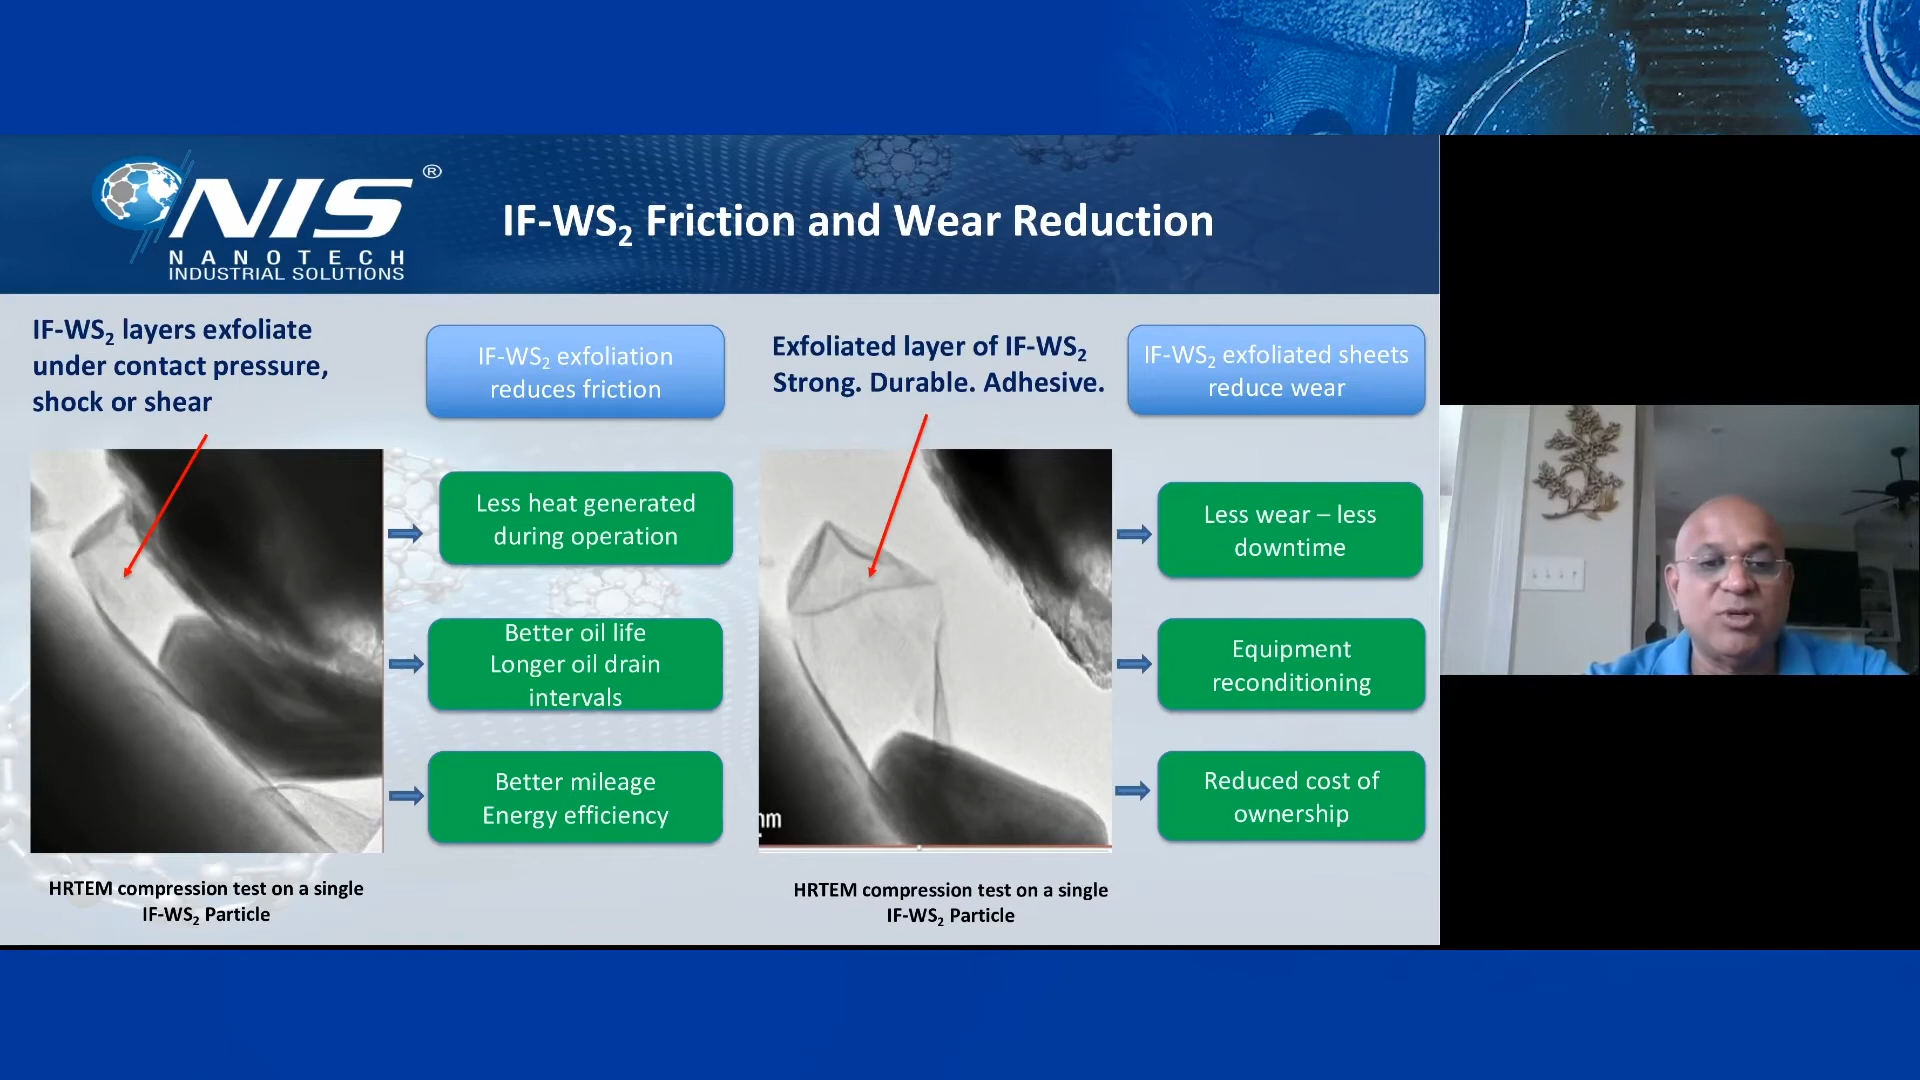 NIS®
NANOTECH
INDUSTRIAL SOLUTIONS
IF-WS₂ Friction and Wear Reduction
IF-WS₂ layers exfoliate
under contact pressure,
shock or shear
IF-WS₂ exfoliation
reduces friction
Less heat generated
during operation
Better oil life
Longer oil drain
intervals
Better mileage
Energy efficiency
HRTEM compression test on a single
IF-WS₂ Particle
Exfoliated layer of IF-WS₂
Strong. Durable. Adhesive.
IF-WS₂ exfoliated sheets
reduce wear
Less wear – less
downtime
Equipment
reconditioning
Reduced cost of
ownership
nm
HRTEM compression test on a single
IF-WS₂ Particle